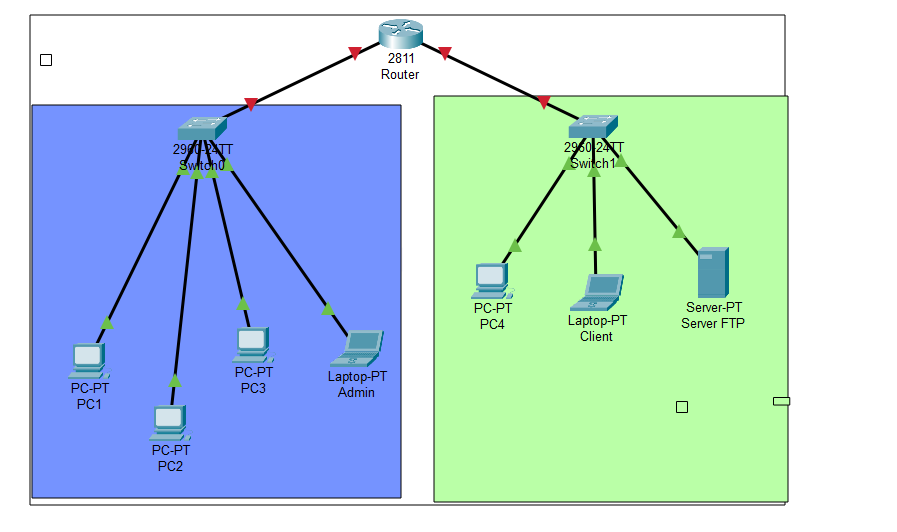 2811
Router
2960-24TT
Switch0
2960-24TT
Switch1
PC-PT
PC1
PC-PT
PC2
PC-PT
PC3
Laptop-PT
Admin
PC-PT
PC4
Laptop-PT
Client
Server-PT
Server FTP